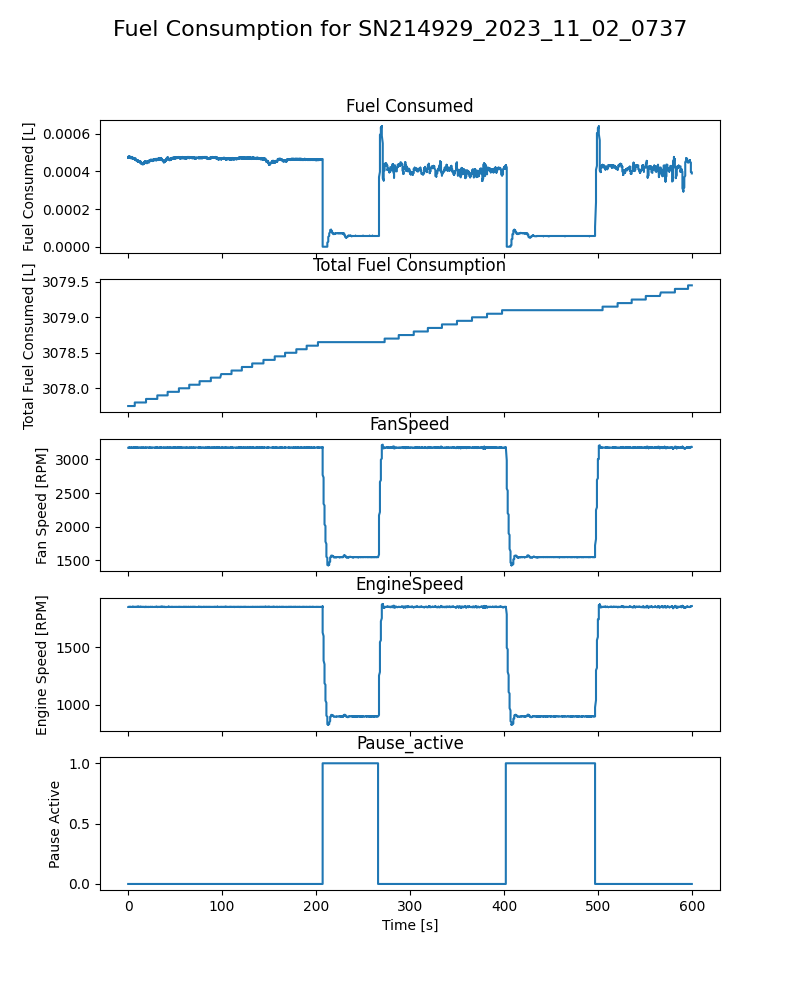 Fuel Consumption for SN214929_2023_11_02_0737
Fuel Consumed
Fuel Consumed [L]
0.0006
0.0004
0.0002
0.0000
Total Fuel Consumption
Total Fuel Consumed [L]
3079.5
3079.0
3078.5
3078.0
FanSpeed
Fan Speed [RPM]
3000
2500
2000
1500
EngineSpeed
Engine Speed [RPM]
1500
1000
Pause_active
Pause Active
1.0
0.5
0.0
0 100 200 300 400 500 600
Time [s]